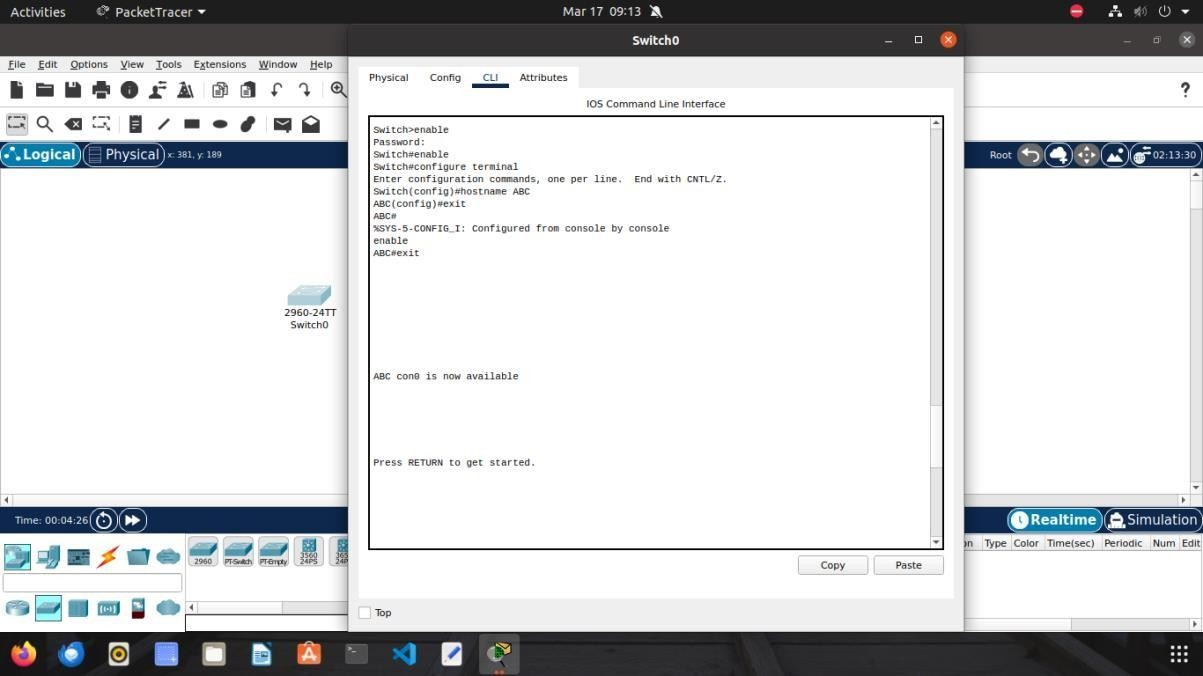 Activities PacketTracer Mar 17 09:13
Switch0
File Edit Options View Tools Extensions Window Help
Physical Config CLI Attributes
?
IOS Command Line Interface
Logical Physical x: 381, y: 189
Root 02:13:30
Switch>enable
Password:
Switch#enable
Switch#configure terminal
Enter configuration commands, one per line.  End with CNTL/Z.
Switch(config)#hostname ABC
ABC(config)#exit
ABC#
%SYS-5-CONFIG_I: Configured from console by console
enable
ABC#exit
2960-24TT
Switch0
ABC con0 is now available
Press RETURN to get started.
Time: 00:04:26
Realtime Simulation
2960 PT-Switch PT-Empty 3560 24PS 365 24P
on Type Color Time(sec) Periodic Num Edit
Copy Paste
Top